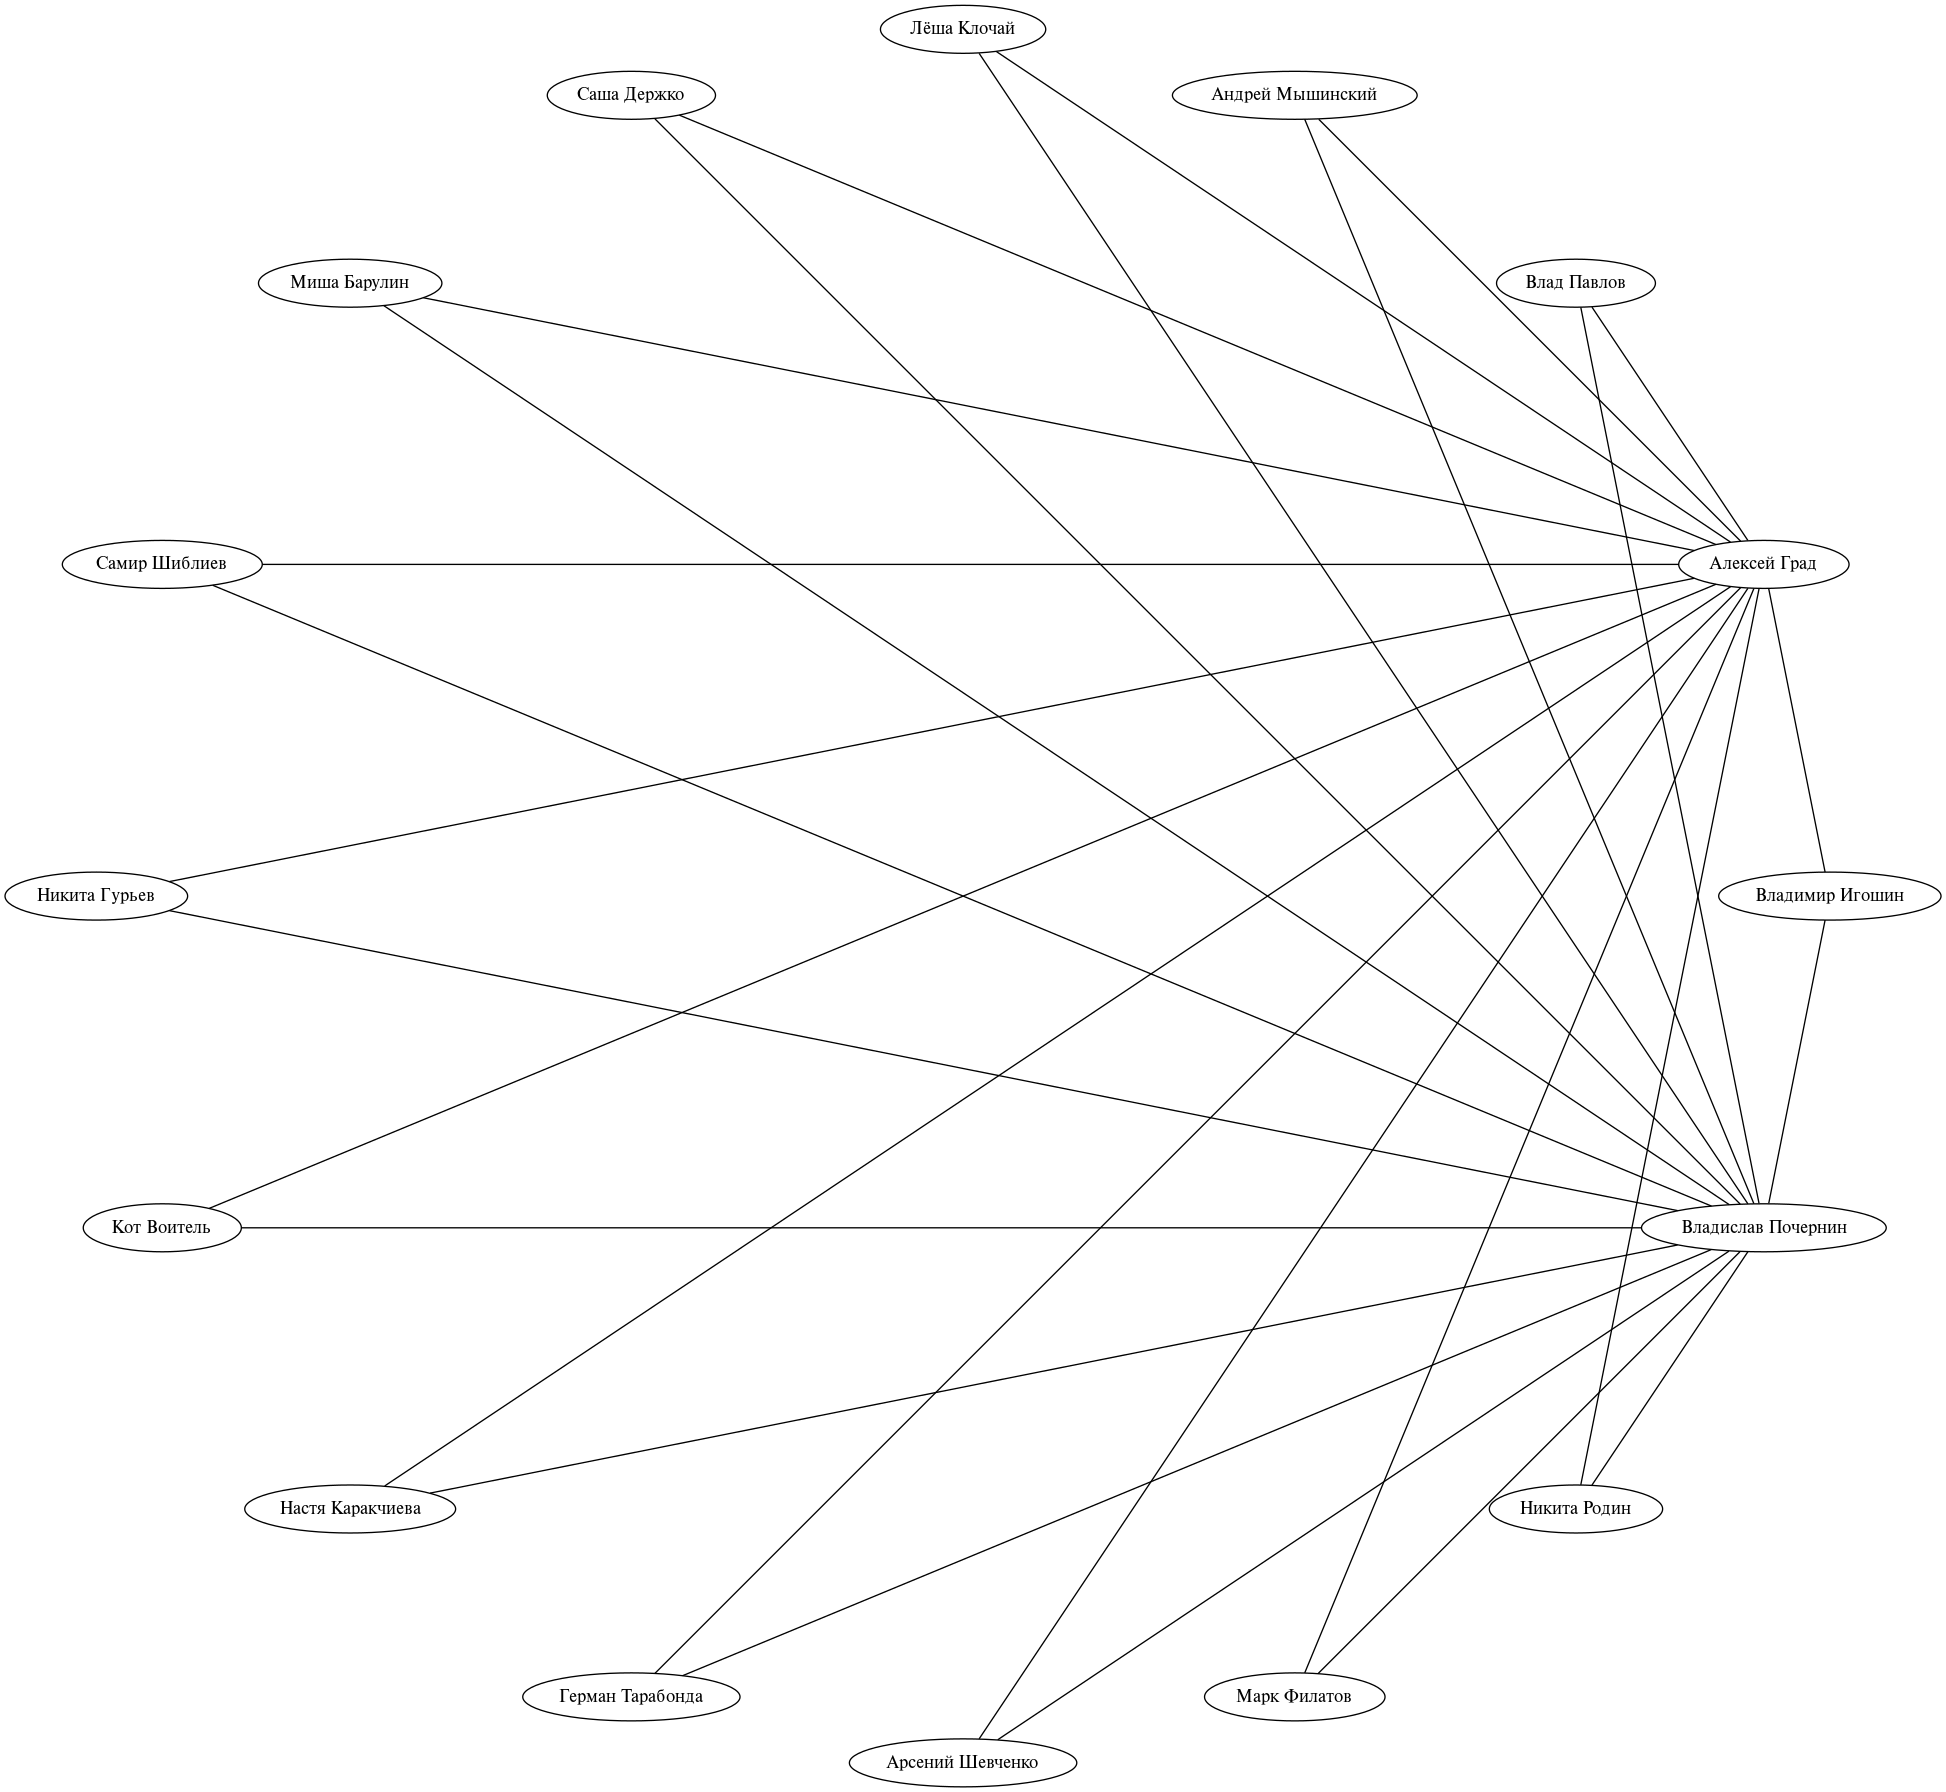 Лёша Клочай
Саша Держко
Андрей Мышинский
Миша Барулин
Влад Павлов
Самир Шиблиев
Алексей Град
Никита Гурьев
Владимир Игошин
Кот Воитель
Владислав Почернин
Настя Каракчиева
Никита Родин
Герман Тарабонда
Марк Филатов
Арсений Шевченко